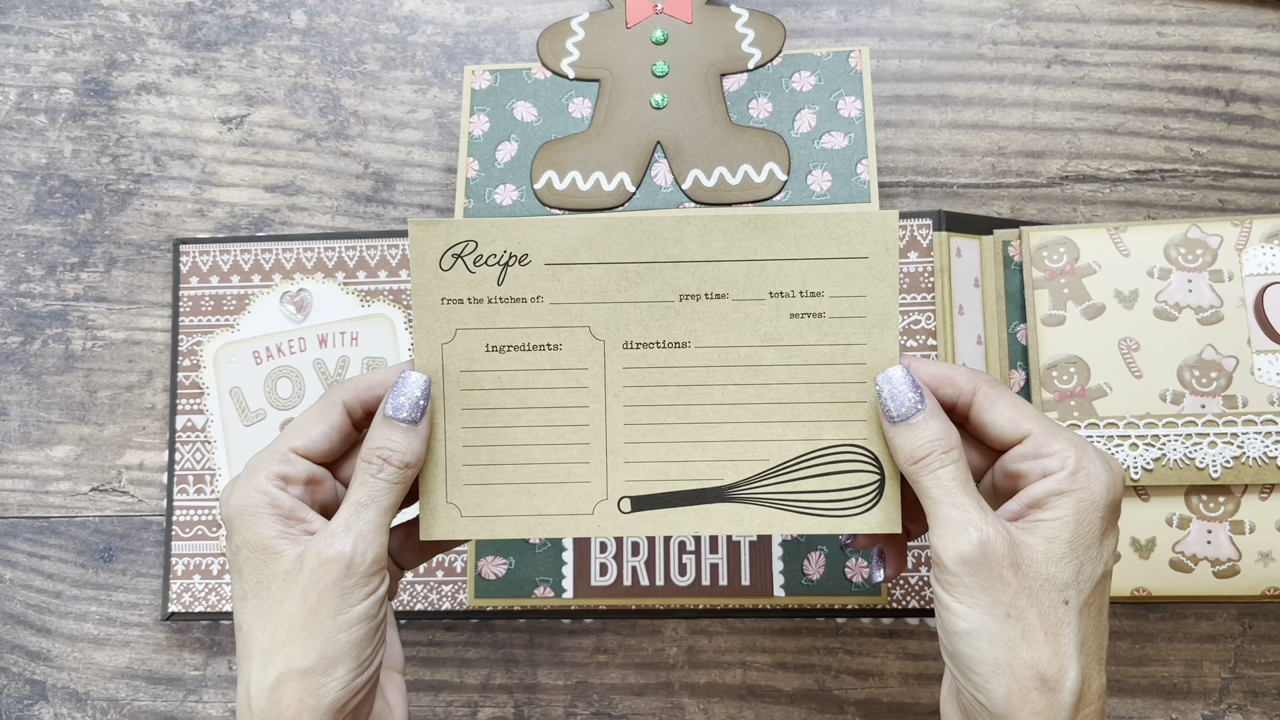 Recipe
from the kitchen of: prep time: total time:
serves:
ingredients: directions:
BAKED WITH
LOVE
BRIGHT